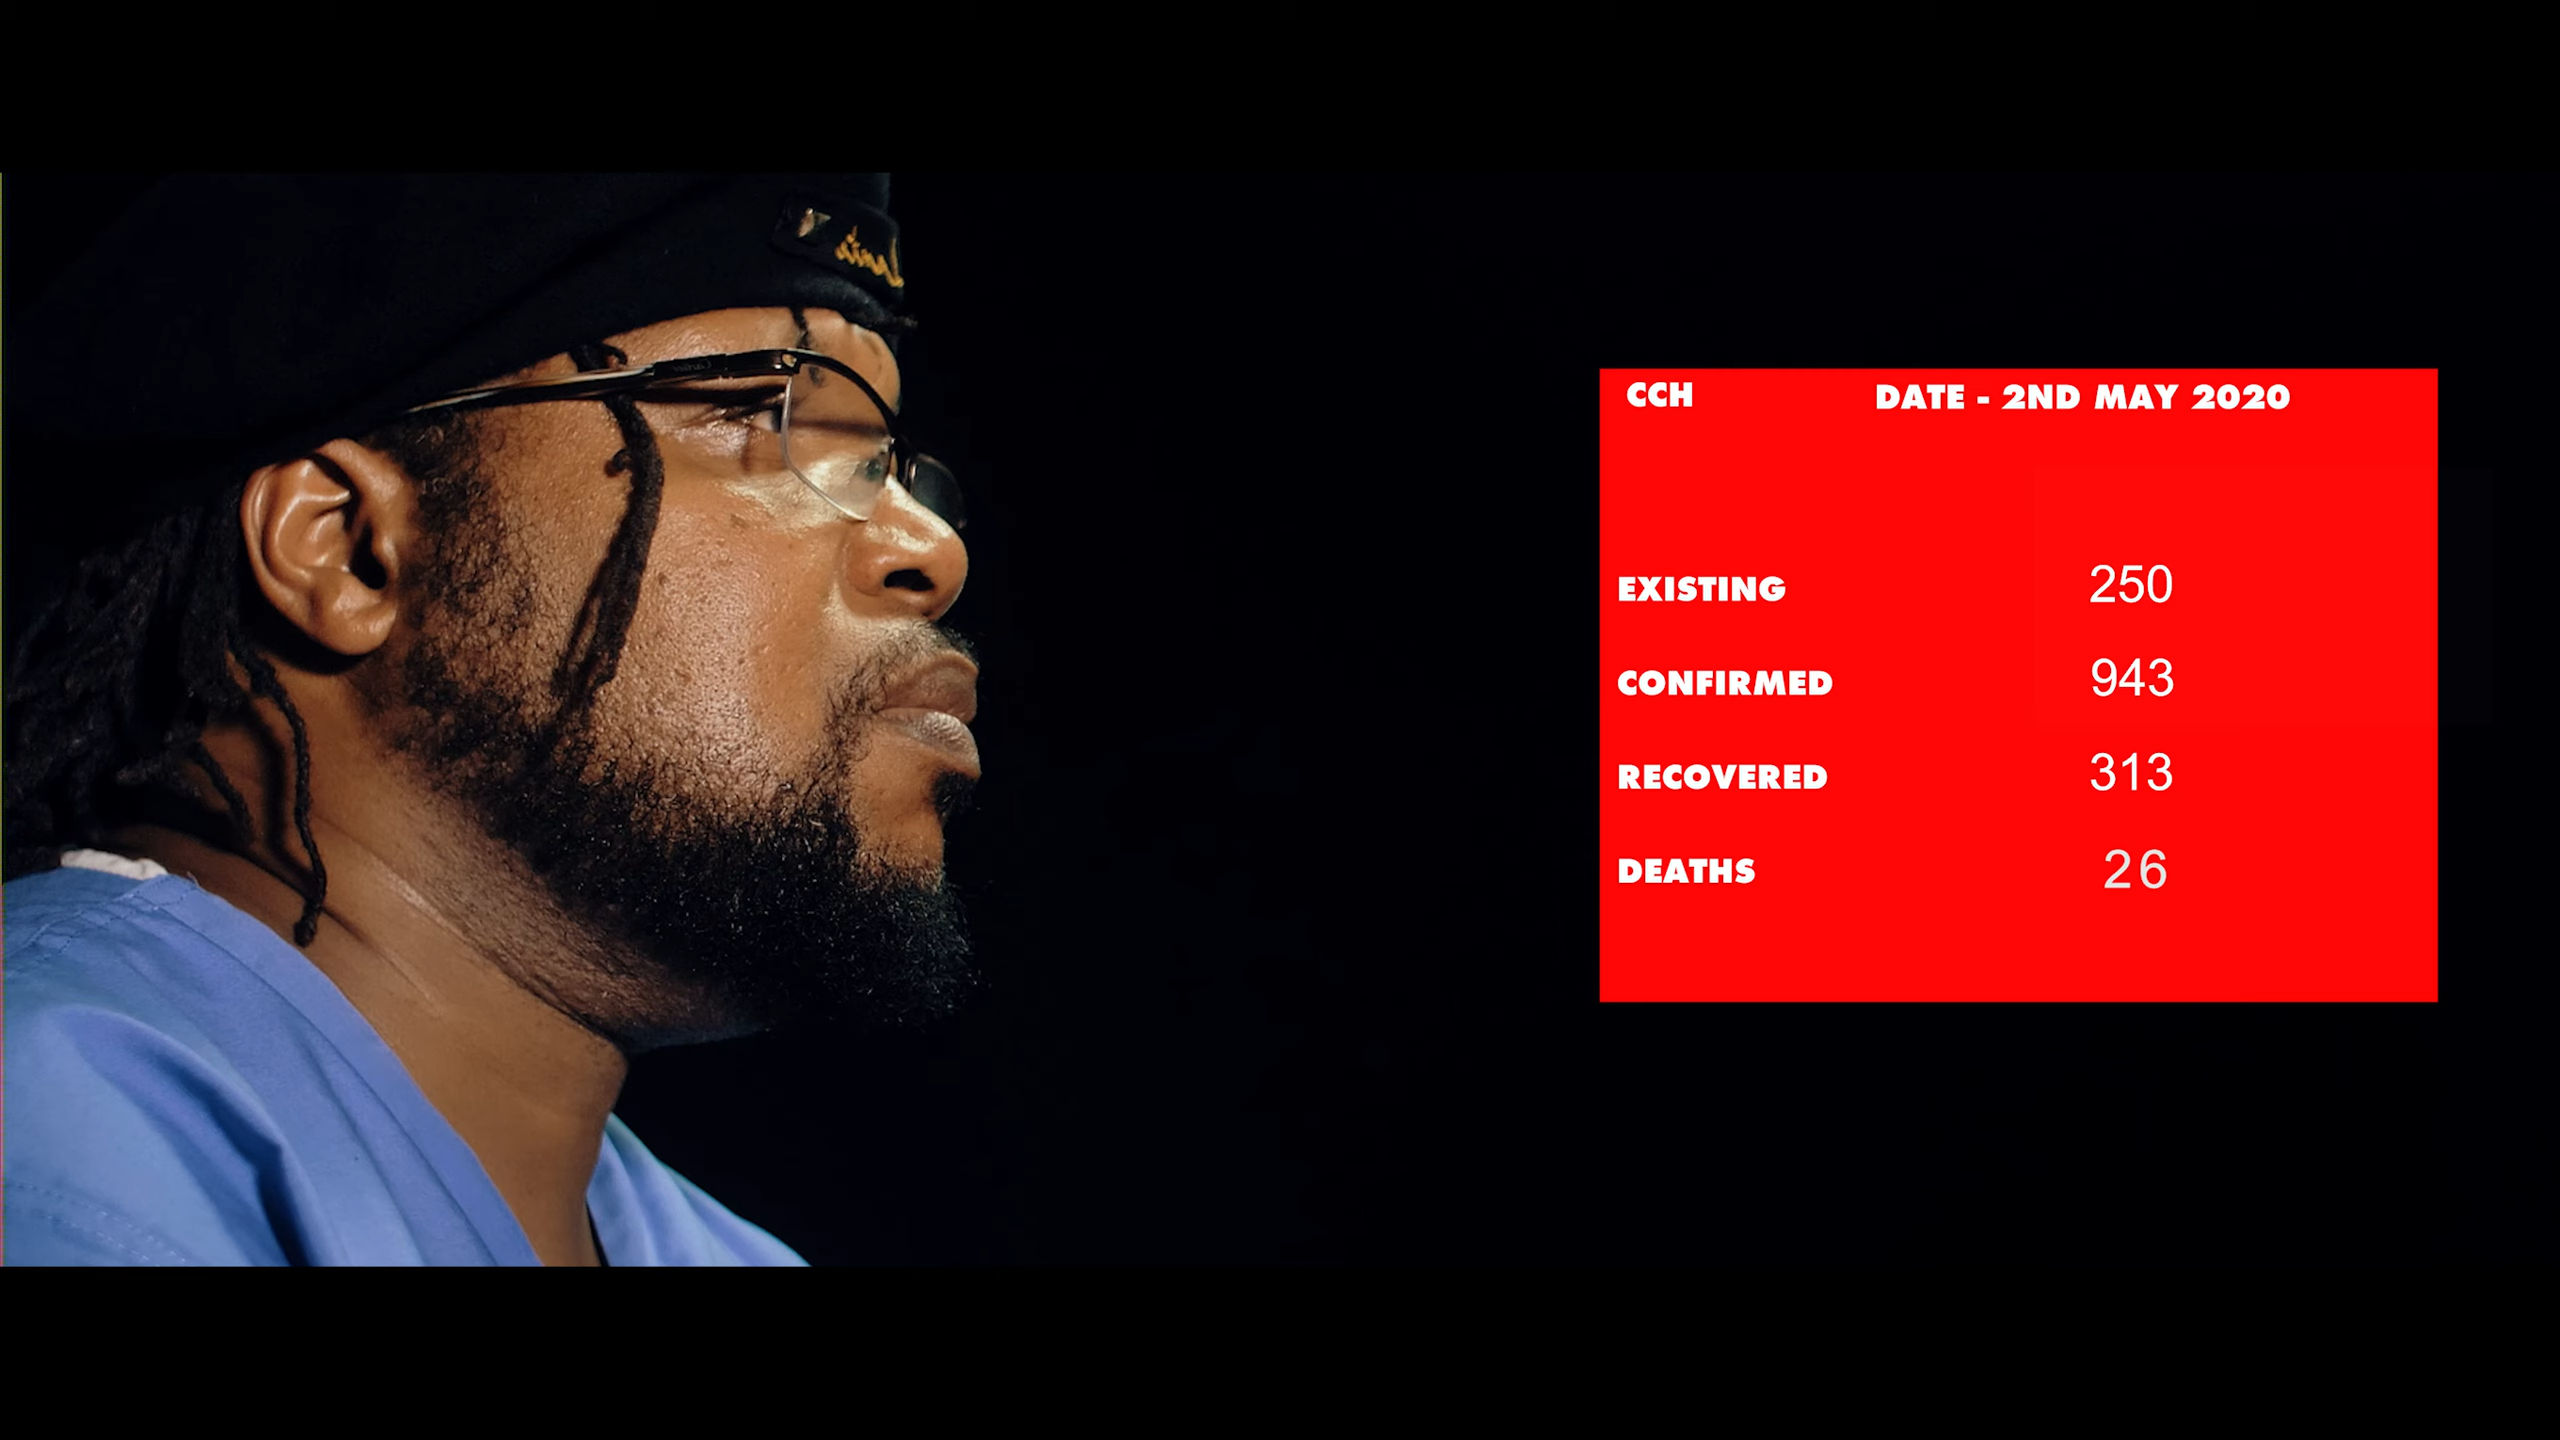 CCH DATE - 2ND MAY 2020
EXISTING 250
CONFIRMED 943
RECOVERED 313
DEATHS 26